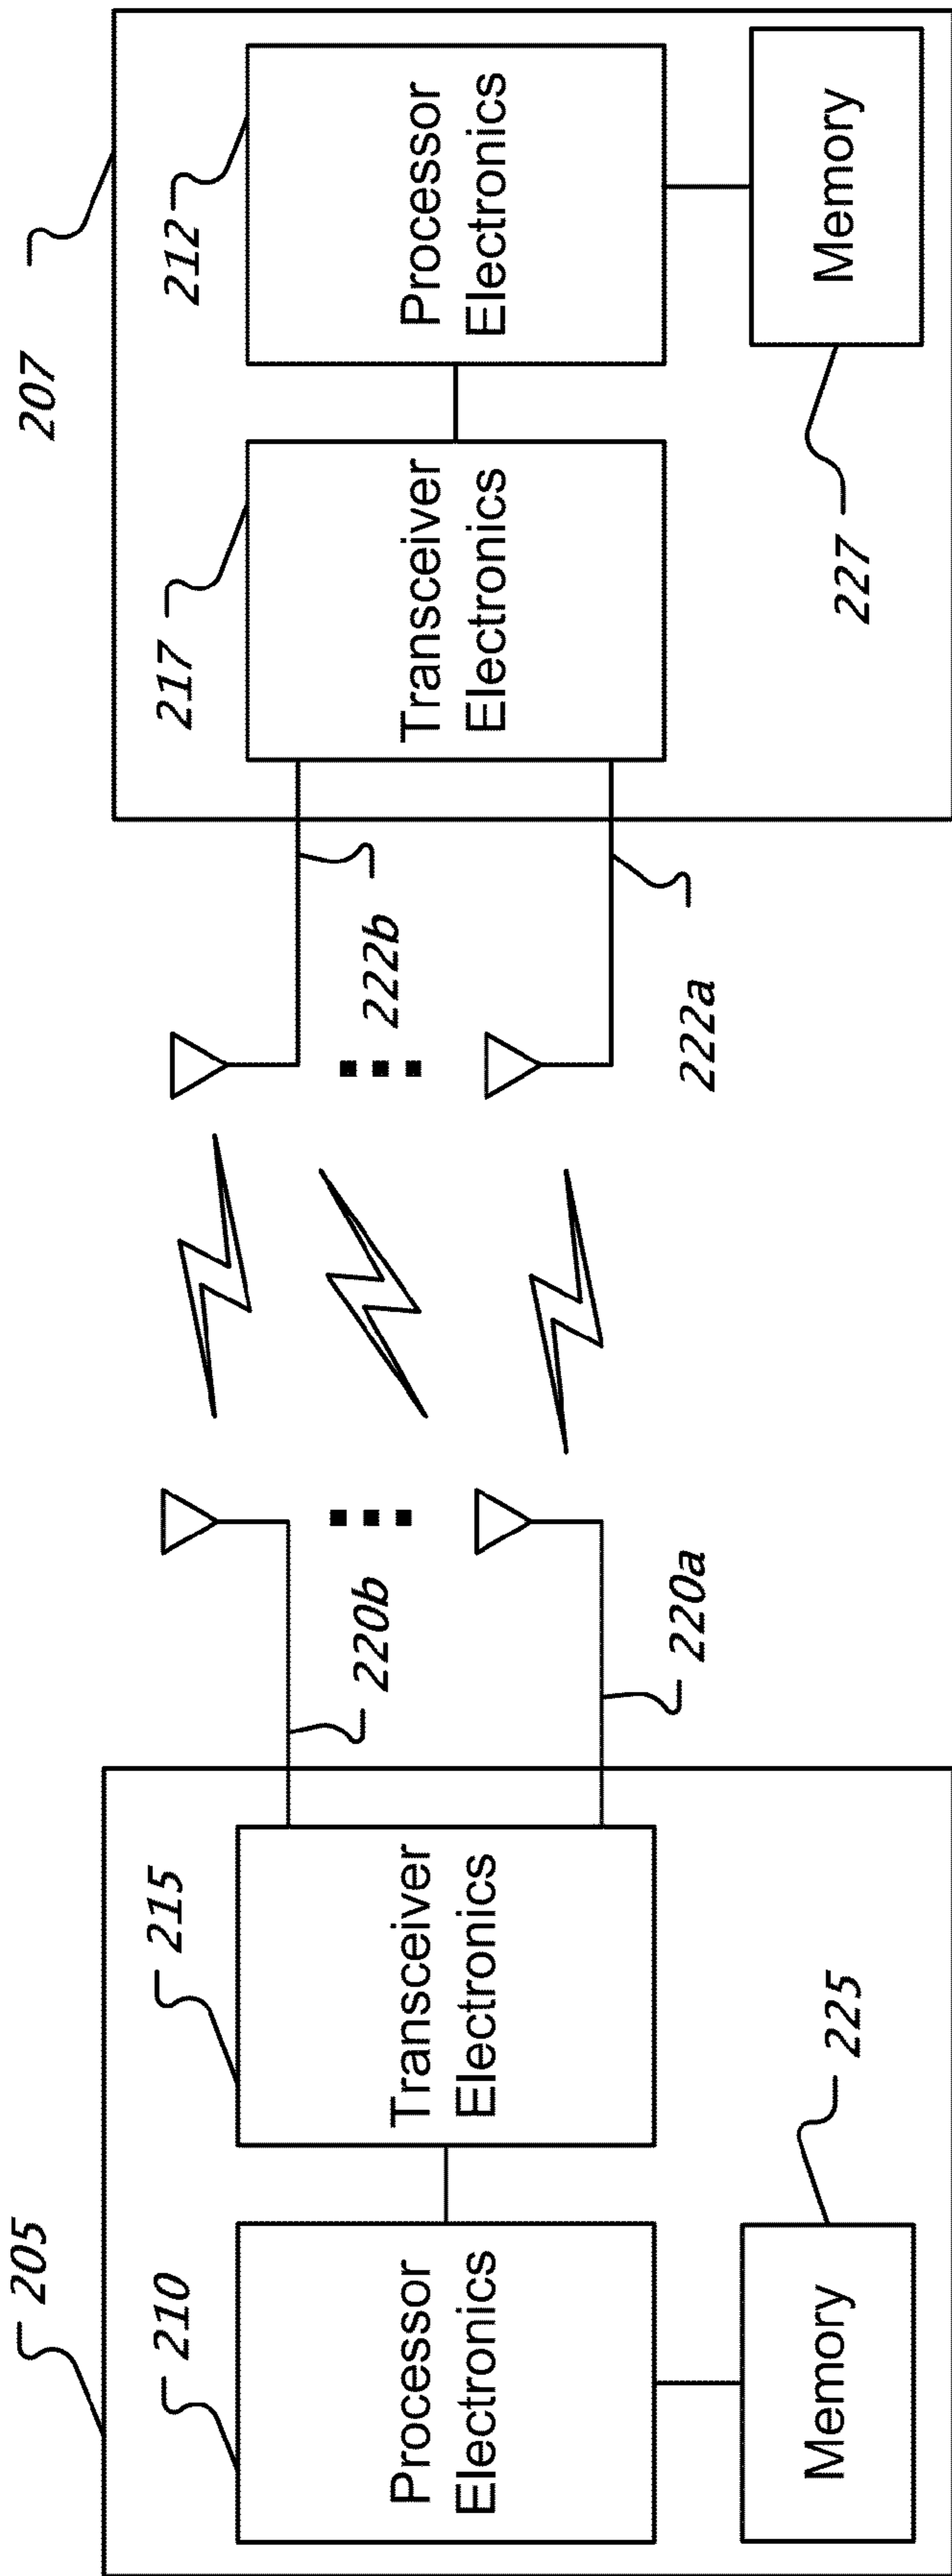 205
207
210
215
217
212
Processor
Electronics
Transceiver
Electronics
Transceiver
Electronics
Processor
Electronics
220b
222b
220a
222a
Memory
225
227
Memory